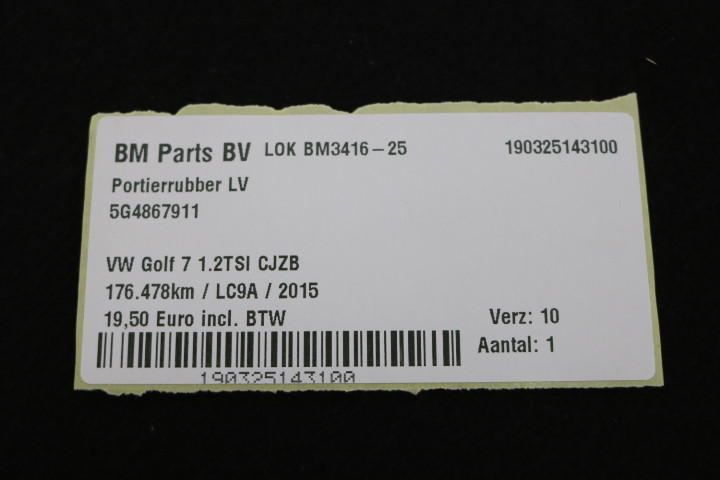 BM Parts BV LOK BM3416-25 190325143100
Portierrubber LV
5G4867911
VW Golf 7 1.2TSI CJZB
176.478km / LC9A / 2015
19,50 Euro incl. BTW Verz: 10
Aantal: 1
190325143100